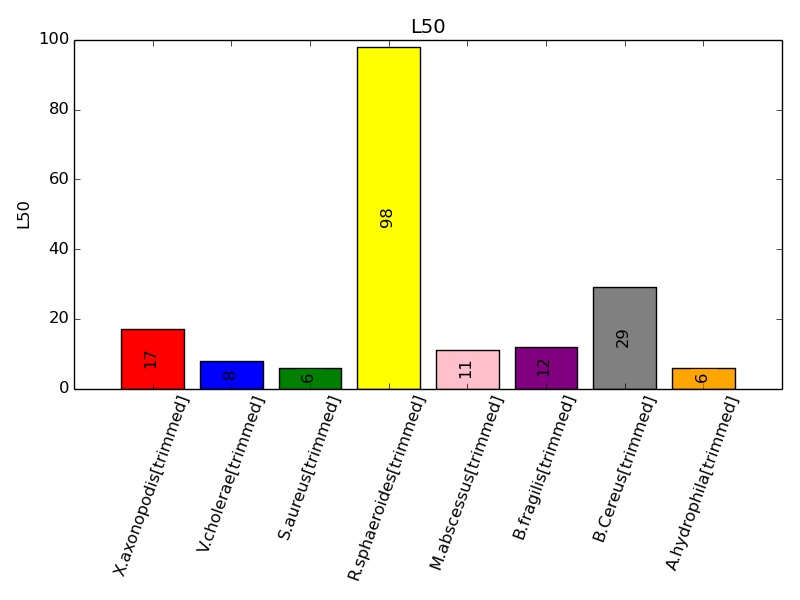 L50
100
80
60
40
20
0
L50
17
8
6
98
11
12
29
6
X.axonopodis[trimmed]
V.cholerae[trimmed]
S.aureus[trimmed]
R.sphaeroides[trimmed]
M.abscessus[trimmed]
B.fragilis[trimmed]
B.Cereus[trimmed]
A.hydrophila[trimmed]